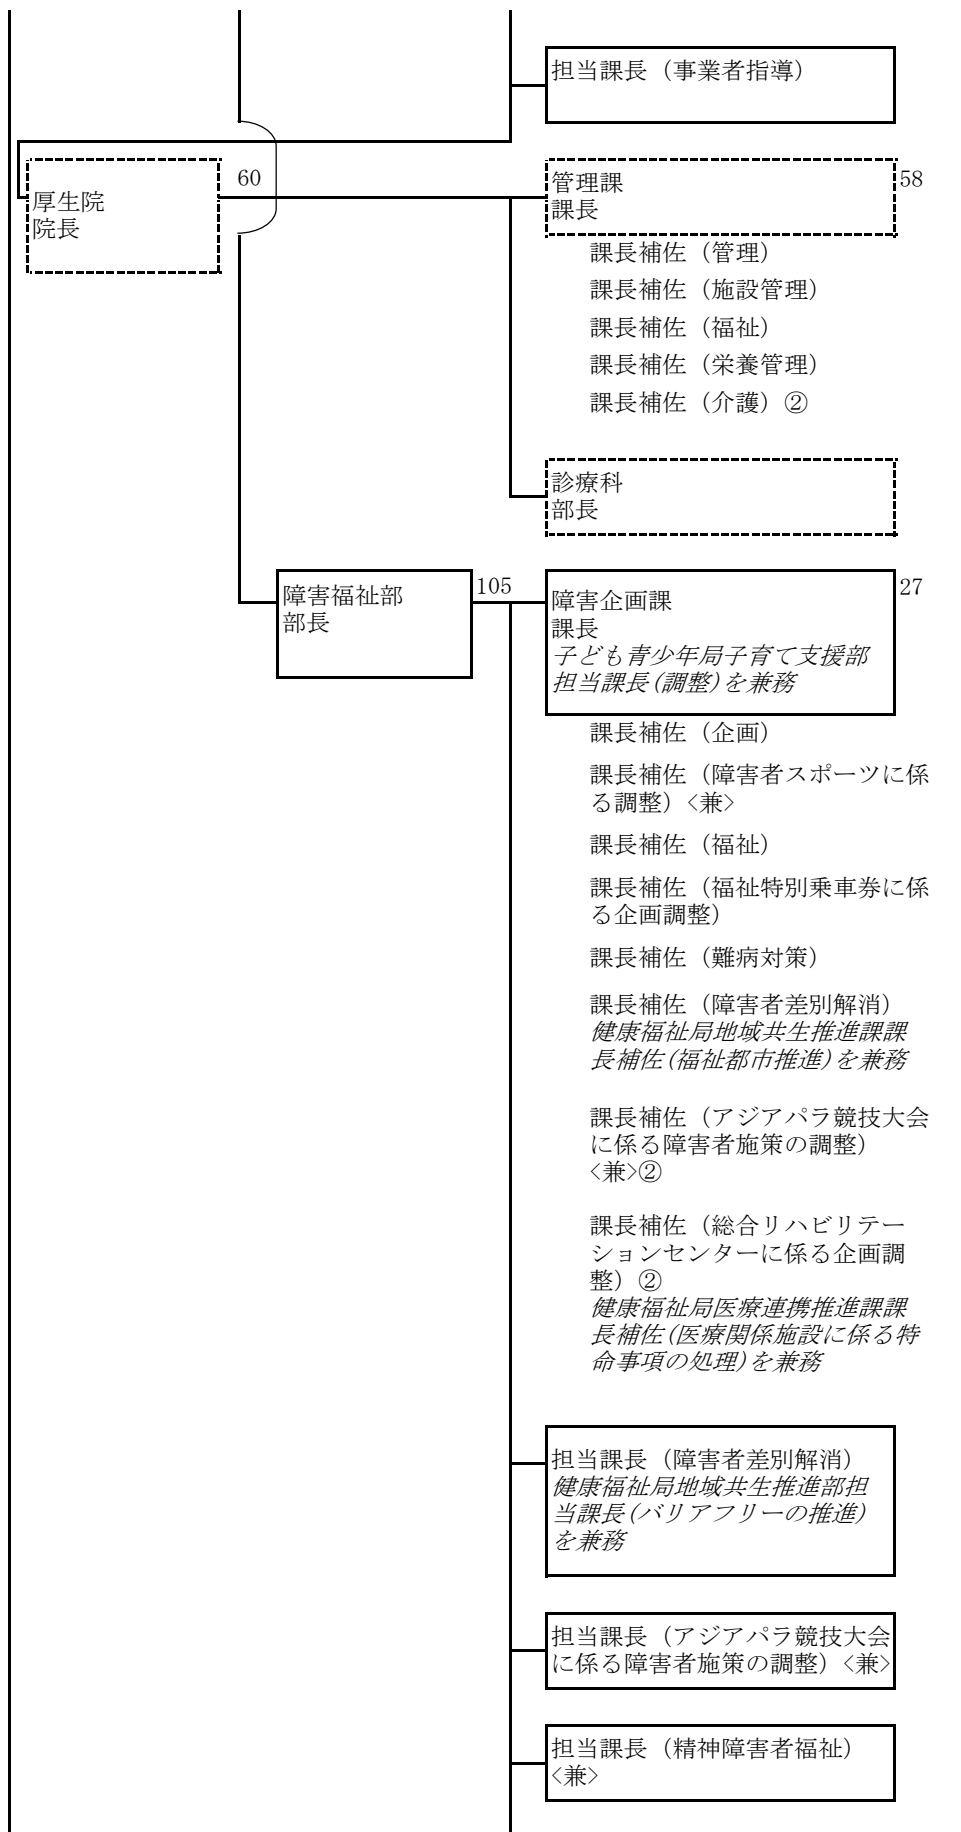 担当課長（事業者指導）
厚生院
院長
60
管理課
課長
58
課長補佐（管理）
課長補佐（施設管理）
課長補佐（福祉）
課長補佐（栄養管理）
課長補佐（介護）②
診療科
部長
障害福祉部
部長
105
障害企画課
課長
子ども青少年局子育て支援部
担当課長(調整)を兼務
27
課長補佐（企画）
課長補佐（障害者スポーツに係
る調整）<兼>
課長補佐（福祉）
課長補佐（福祉特別乗車券に係
る企画調整）
課長補佐（難病対策）
課長補佐（障害者差別解消）
健康福祉局地域共生推進課課
長補佐(福祉都市推進)を兼務
課長補佐（アジアパラ競技大会
に係る障害者施策の調整）
<兼>②
課長補佐（総合リハビリテー
ションセンターに係る企画調
整）②
健康福祉局医療連携推進課課
長補佐(医療関係施設に係る特
命事項の処理)を兼務
担当課長（障害者差別解消）
健康福祉局地域共生推進部担
当課長(バリアフリーの推進)
を兼務
担当課長（アジアパラ競技大会
に係る障害者施策の調整）<兼>
担当課長（精神障害者福祉）
<兼>